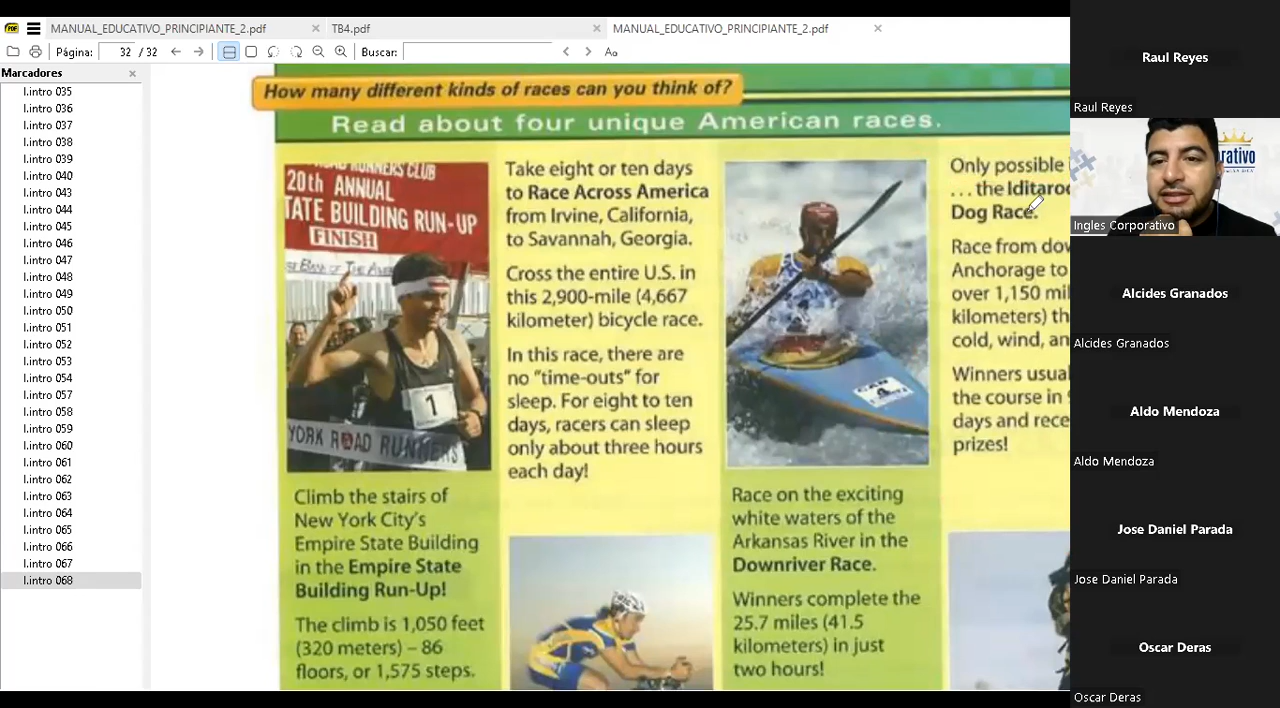 MANUAL_EDUCATIVO_PRINCIPIANTE_2.pdf
TB4.pdf
MANUAL_EDUCATIVO_PRINCIPIANTE_2.pdf
Página: 32 / 32
Buscar:
Marcadores
I.intro 035
I.intro 036
I.intro 037
I.intro 038
I.intro 039
I.intro 040
I.intro 043
I.intro 044
I.intro 045
I.intro 046
I.intro 047
I.intro 048
I.intro 049
I.intro 050
I.intro 051
I.intro 052
I.intro 053
I.intro 054
I.intro 057
I.intro 058
I.intro 059
I.intro 060
I.intro 061
I.intro 062
I.intro 063
I.intro 064
I.intro 065
I.intro 066
I.intro 067
I.intro 068
How many different kinds of races can you think of?
Read about four unique American races.
RUNNERS CLUB
20th ANNUAL
TATE BUILDING RUN-UP
FINISH
1
YORK ROAD RUNNERS
Climb the stairs of
New York City's
Empire State Building
in the Empire State
Building Run-Up!
The climb is 1,050 feet
(320 meters) – 86
floors, or 1,575 steps.
Take eight or ten days
to Race Across America
from Irvine, California,
to Savannah, Georgia.
Cross the entire U.S. in
this 2,900-mile (4,667
kilometer) bicycle race.
In this race, there are
no "time-outs" for
sleep. For eight to ten
days, racers can sleep
only about three hours
each day!
Race on the exciting
white waters of the
Arkansas River in the
Downriver Race.
Winners complete the
25.7 miles (41.5
kilometers) in just
two hours!
Only possible
. . . the Iditaro
Dog Race.
Race from dow
Anchorage to
over 1,150 mil
kilometers) th
cold, wind, an
Winners usua
the course in
days and rece
prizes!
Raul Reyes
Raul Reyes
orativo
Ingles Corporativo
Alcides Granados
Alcides Granados
Aldo Mendoza
Aldo Mendoza
Jose Daniel Parada
Jose Daniel Parada
Oscar Deras
Oscar Deras